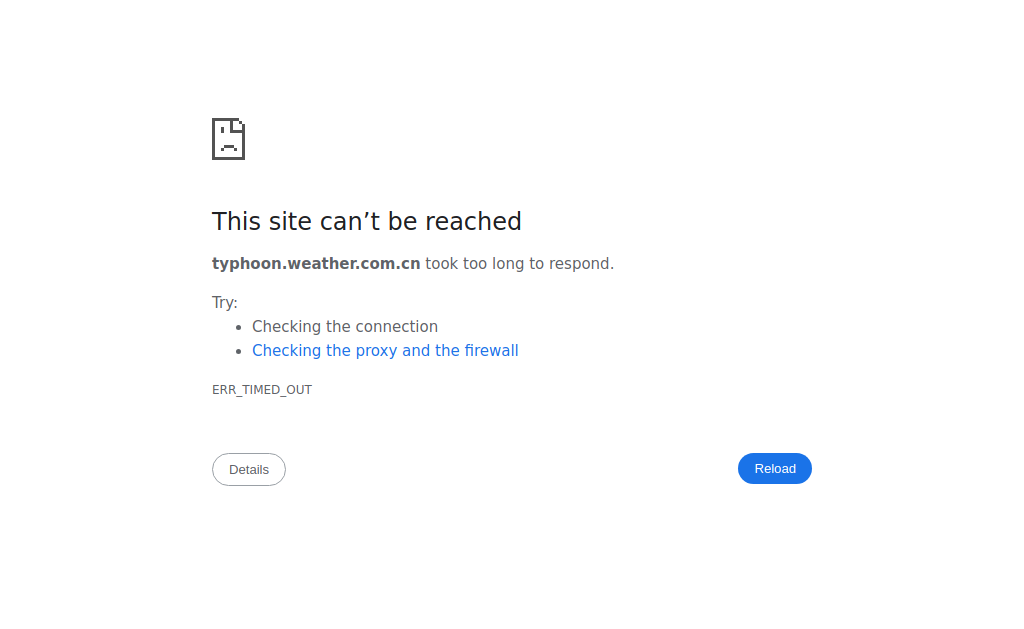 This site can’t be reached
typhoon.weather.com.cn took too long to respond.
Try:
Checking the connection
Checking the proxy and the firewall
ERR_TIMED_OUT
Details
Reload